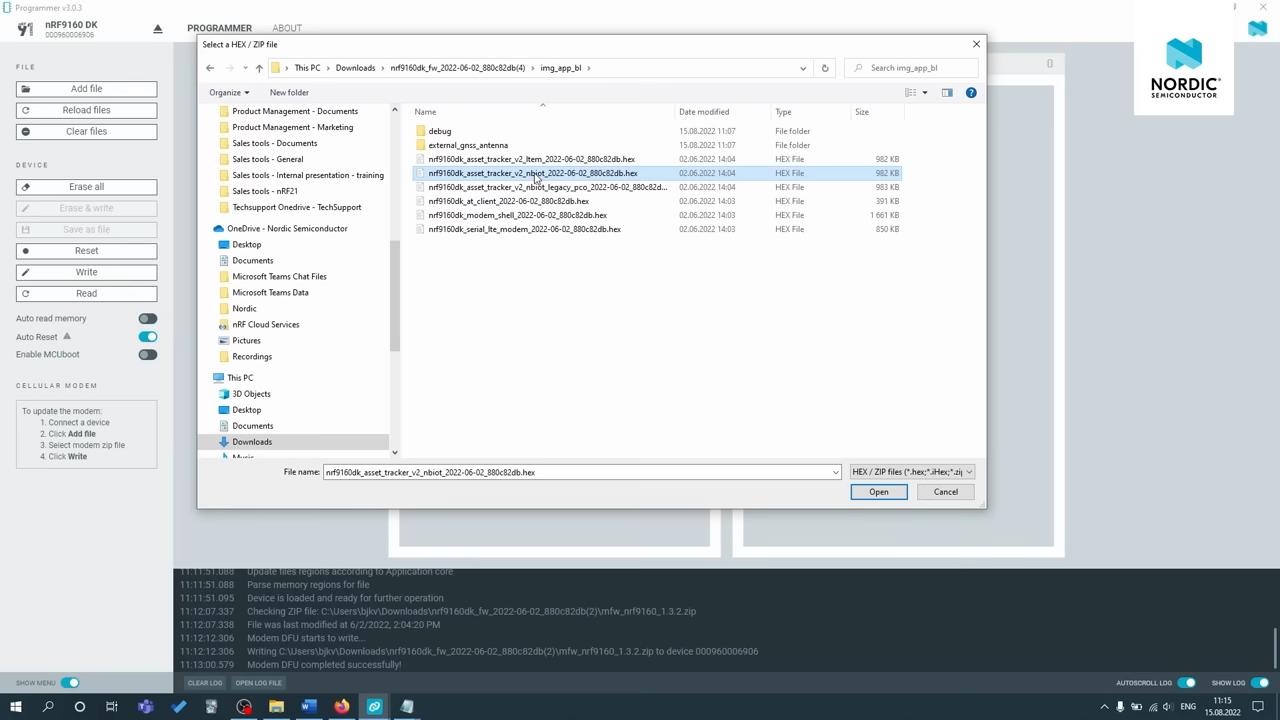 Programmer v3.0.3
nRF9160 DK
000960006906
PROGRAMMER
ABOUT
FILE
Add file
Reload files
Clear files
DEVICE
Erase all
Erase & write
Save as file
Reset
Write
Read
Auto read memory
Auto Reset
Enable MCUboot
CELLULAR MODEM
To update the modem:
1. Connect a device
2. Click Add file
3. Select modem zip file
4. Click Write
Select a HEX / ZIP file
This PC > Downloads > nrf9160dk_fw_2022-06-02_880c82db(4) > img_app_bl >
Search img_app_bl
Organize
New folder
Product Management - Documents
Product Management - Marketing
Sales tools - Documents
Sales tools - General
Sales tools - Internal presentation - training
Sales tools - nRF21
Techsupport Onedrive - TechSupport
OneDrive - Nordic Semiconductor
Desktop
Documents
Microsoft Teams Chat Files
Microsoft Teams Data
Nordic
nRF Cloud Services
Pictures
Recordings
This PC
3D Objects
Desktop
Documents
Downloads
Music
Name Date modified Type Size
debug 15.08.2022 11:07 File folder
external_gnss_antenna 15.08.2022 11:07 File folder
nrf9160dk_asset_tracker_v2_ltem_2022-06-02_880c82db.hex 02.06.2022 14:04 HEX File 982 KB
nrf9160dk_asset_tracker_v2_nbiot_2022-06-02_880c82db.hex 02.06.2022 14:04 HEX File 982 KB
nrf9160dk_asset_tracker_v2_nbiot_legacy_pco_2022-06-02_880c82d... 02.06.2022 14:04 HEX File 983 KB
nrf9160dk_at_client_2022-06-02_880c82db.hex 02.06.2022 14:03 HEX File 391 KB
nrf9160dk_modem_shell_2022-06-02_880c82db.hex 02.06.2022 14:03 HEX File 1 661 KB
nrf9160dk_serial_lte_modem_2022-06-02_880c82db.hex 02.06.2022 14:03 HEX File 850 KB
File name: nrf9160dk_asset_tracker_v2_nbiot_2022-06-02_880c82db.hex
HEX / ZIP files (*.hex;*.iHex;*.zip
Open
Cancel
NORDIC
SEMICONDUCTOR
11:11:51.088 Update files regions according to Application core
11:11:51.088 Parse memory regions for file
11:11:51.095 Device is loaded and ready for further operation
11:12:07.337 Checking ZIP file: C:\Users\bjkv\Downloads\nrf9160dk_fw_2022-06-02_880c82db(2)\mfw_nrf9160_1.3.2.zip
11:12:07.338 File was last modified at 6/2/2022, 2:04:20 PM
11:12:12.306 Modem DFU starts to write...
11:12:12.306 Writing C:\Users\bjkv\Downloads\nrf9160dk_fw_2022-06-02_880c82db(2)\mfw_nrf9160_1.3.2.zip to device 000960006906
11:13:00.579 Modem DFU completed successfully!
SHOW MENU
CLEAR LOG
OPEN LOG FILE
AUTOSCROLL LOG
SHOW LOG
ENG
11:15
15.08.2022